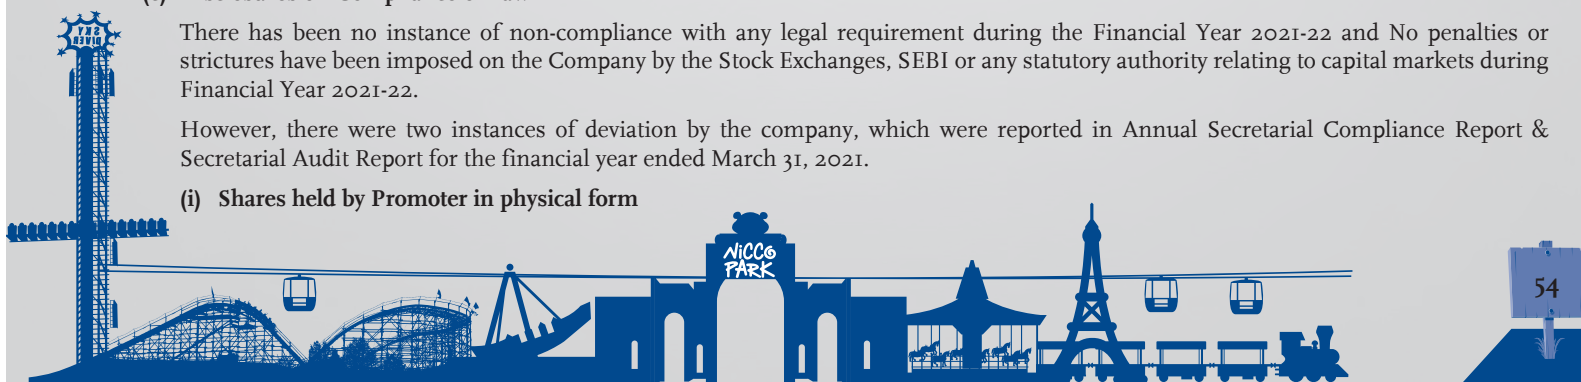 There has been no instance of non-compliance with any legal requirement during the Financial Year 2021-22 and No penalties or
strictures have been imposed on the Company by the Stock Exchanges, SEBI or any statutory authority relating to capital markets during
Financial Year 2021-22.
However, there were two instances of deviation by the company, which were reported in Annual Secretarial Compliance Report &
Secretarial Audit Report for the financial year ended March 31, 2021.
(i) Shares held by Promoter in physical form
SKY
DIVER
NiCCO
PARK
54